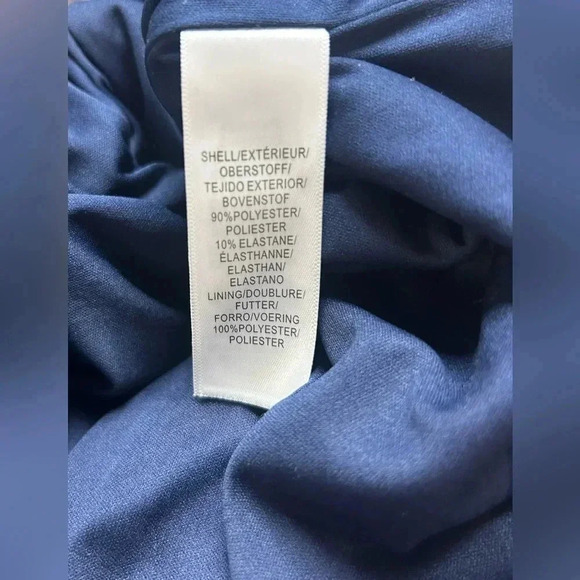 SHELL/EXTÉRIEUR/
OBERSTOFF/
TEJIDO EXTERIOR/
BOVENSTOF
90%POLYESTER/
POLIESTER
10% ELASTANE/
ÉLASTHANNE/
ELASTHAN/
ELASTANO
LINING/DOUBLURE/
FUTTER/
FORRO/VOERING
100%POLYESTER/
POLIESTER